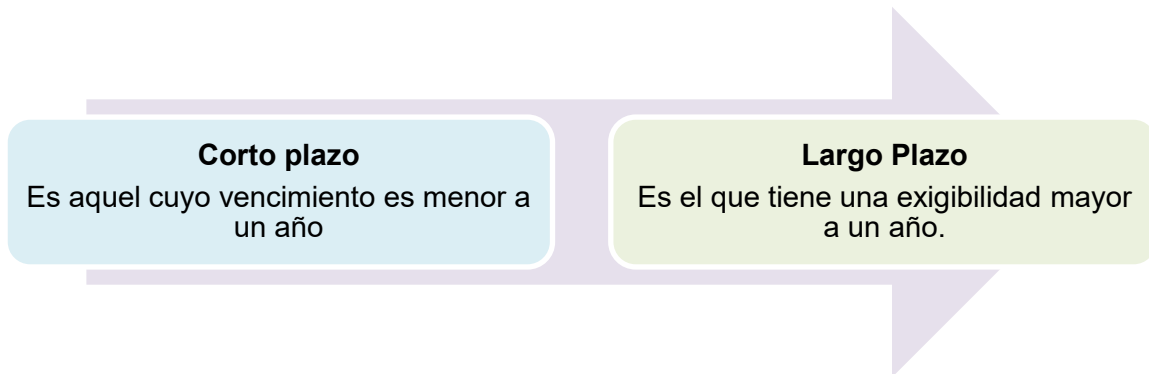 Corto plazo
Es aquel cuyo vencimiento es menor a
un año
Largo Plazo
Es el que tiene una exigibilidad mayor
a un año.